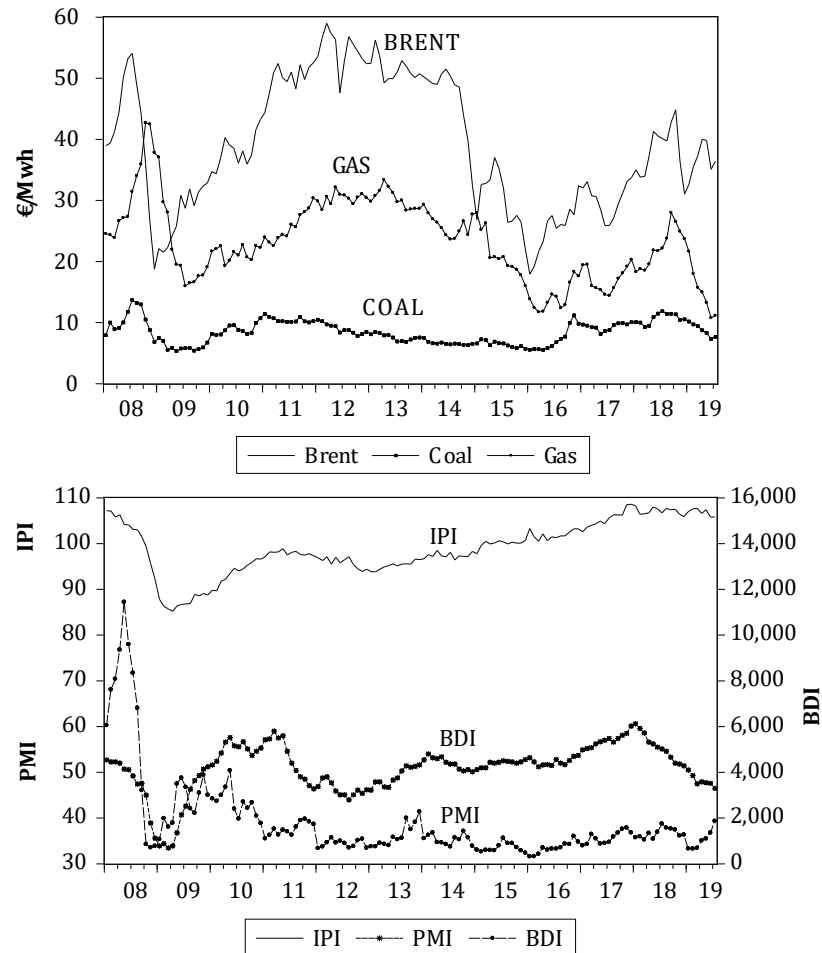 60
50
40
30
20
10
0
€/Mwh
BRENT
GAS
COAL
08 09 10 11 12 13 14 15 16 17 18 19
Brent Coal Gas
110
100
90
80
70
60
50
40
30
IPI
PMI
16,000
14,000
12,000
10,000
8,000
6,000
4,000
2,000
0
BDI
IPI
BDI
PMI
08 09 10 11 12 13 14 15 16 17 18 19
IPI PMI BDI